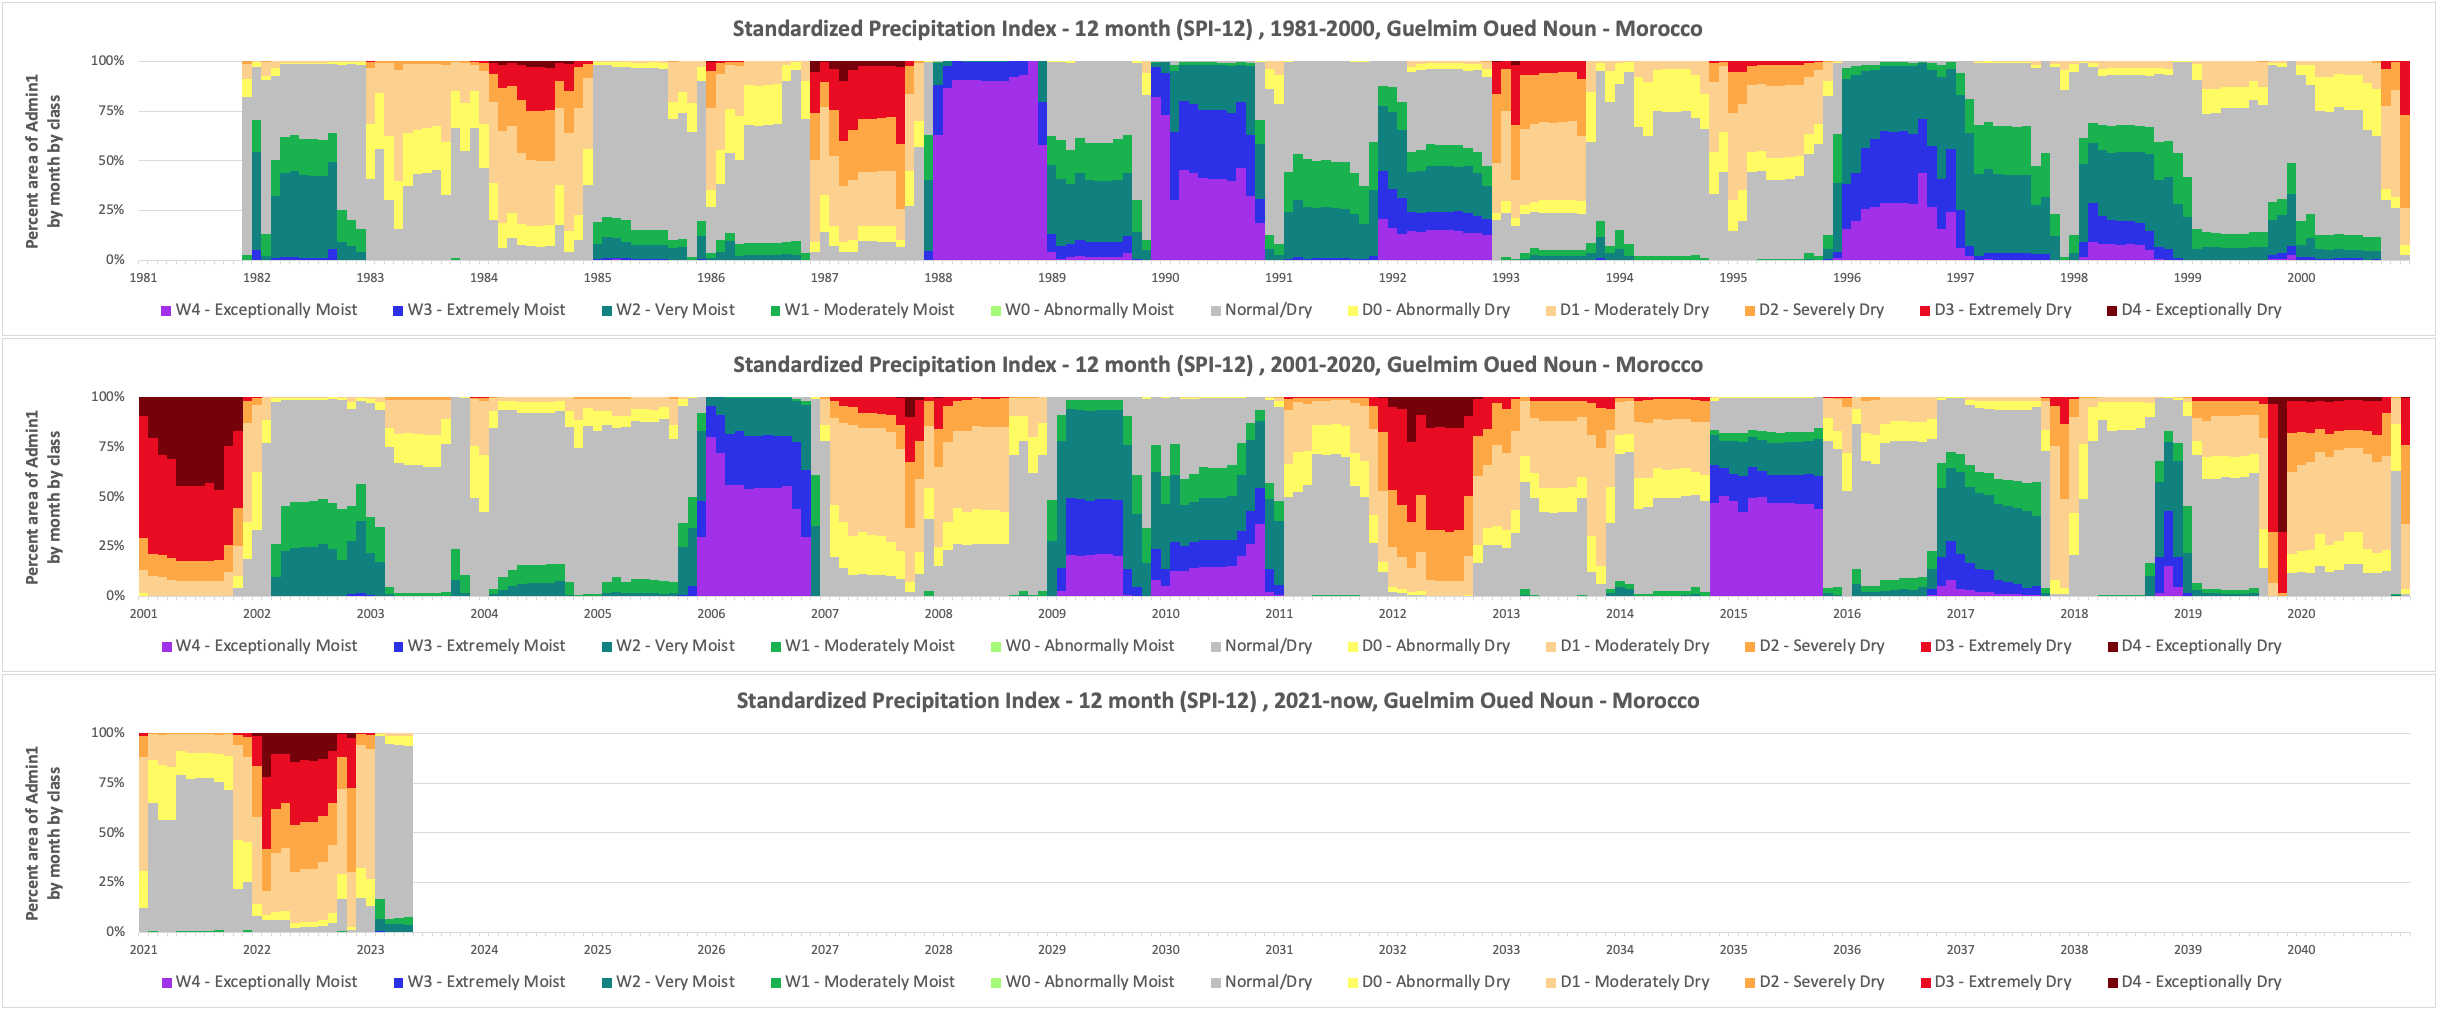 Standardized Precipitation Index - 12 month (SPI-12) , 1981-2000, Guelmim Oued Noun - Morocco
Percent area of Admin1
by month by class
100%
75%
50%
25%
0%
1981 1982 1983 1984 1985 1986 1987 1988 1989 1990 1991 1992 1993 1994 1995 1996 1997 1998 1999 2000
W4 - Exceptionally Moist W3 - Extremely Moist W2 - Very Moist W1 - Moderately Moist W0 - Abnormally Moist Normal/Dry D0 - Abnormally Dry D1 - Moderately Dry D2 - Severely Dry D3 - Extremely Dry D4 - Exceptionally Dry
Standardized Precipitation Index - 12 month (SPI-12) , 2001-2020, Guelmim Oued Noun - Morocco
Percent area of Admin1
by month by class
100%
75%
50%
25%
0%
2001 2002 2003 2004 2005 2006 2007 2008 2009 2010 2011 2012 2013 2014 2015 2016 2017 2018 2019 2020
W4 - Exceptionally Moist W3 - Extremely Moist W2 - Very Moist W1 - Moderately Moist W0 - Abnormally Moist Normal/Dry D0 - Abnormally Dry D1 - Moderately Dry D2 - Severely Dry D3 - Extremely Dry D4 - Exceptionally Dry
Standardized Precipitation Index - 12 month (SPI-12) , 2021-now, Guelmim Oued Noun - Morocco
Percent area of Admin1
by month by class
100%
75%
50%
25%
0%
2021 2022 2023 2024 2025 2026 2027 2028 2029 2030 2031 2032 2033 2034 2035 2036 2037 2038 2039 2040
W4 - Exceptionally Moist W3 - Extremely Moist W2 - Very Moist W1 - Moderately Moist W0 - Abnormally Moist Normal/Dry D0 - Abnormally Dry D1 - Moderately Dry D2 - Severely Dry D3 - Extremely Dry D4 - Exceptionally Dry